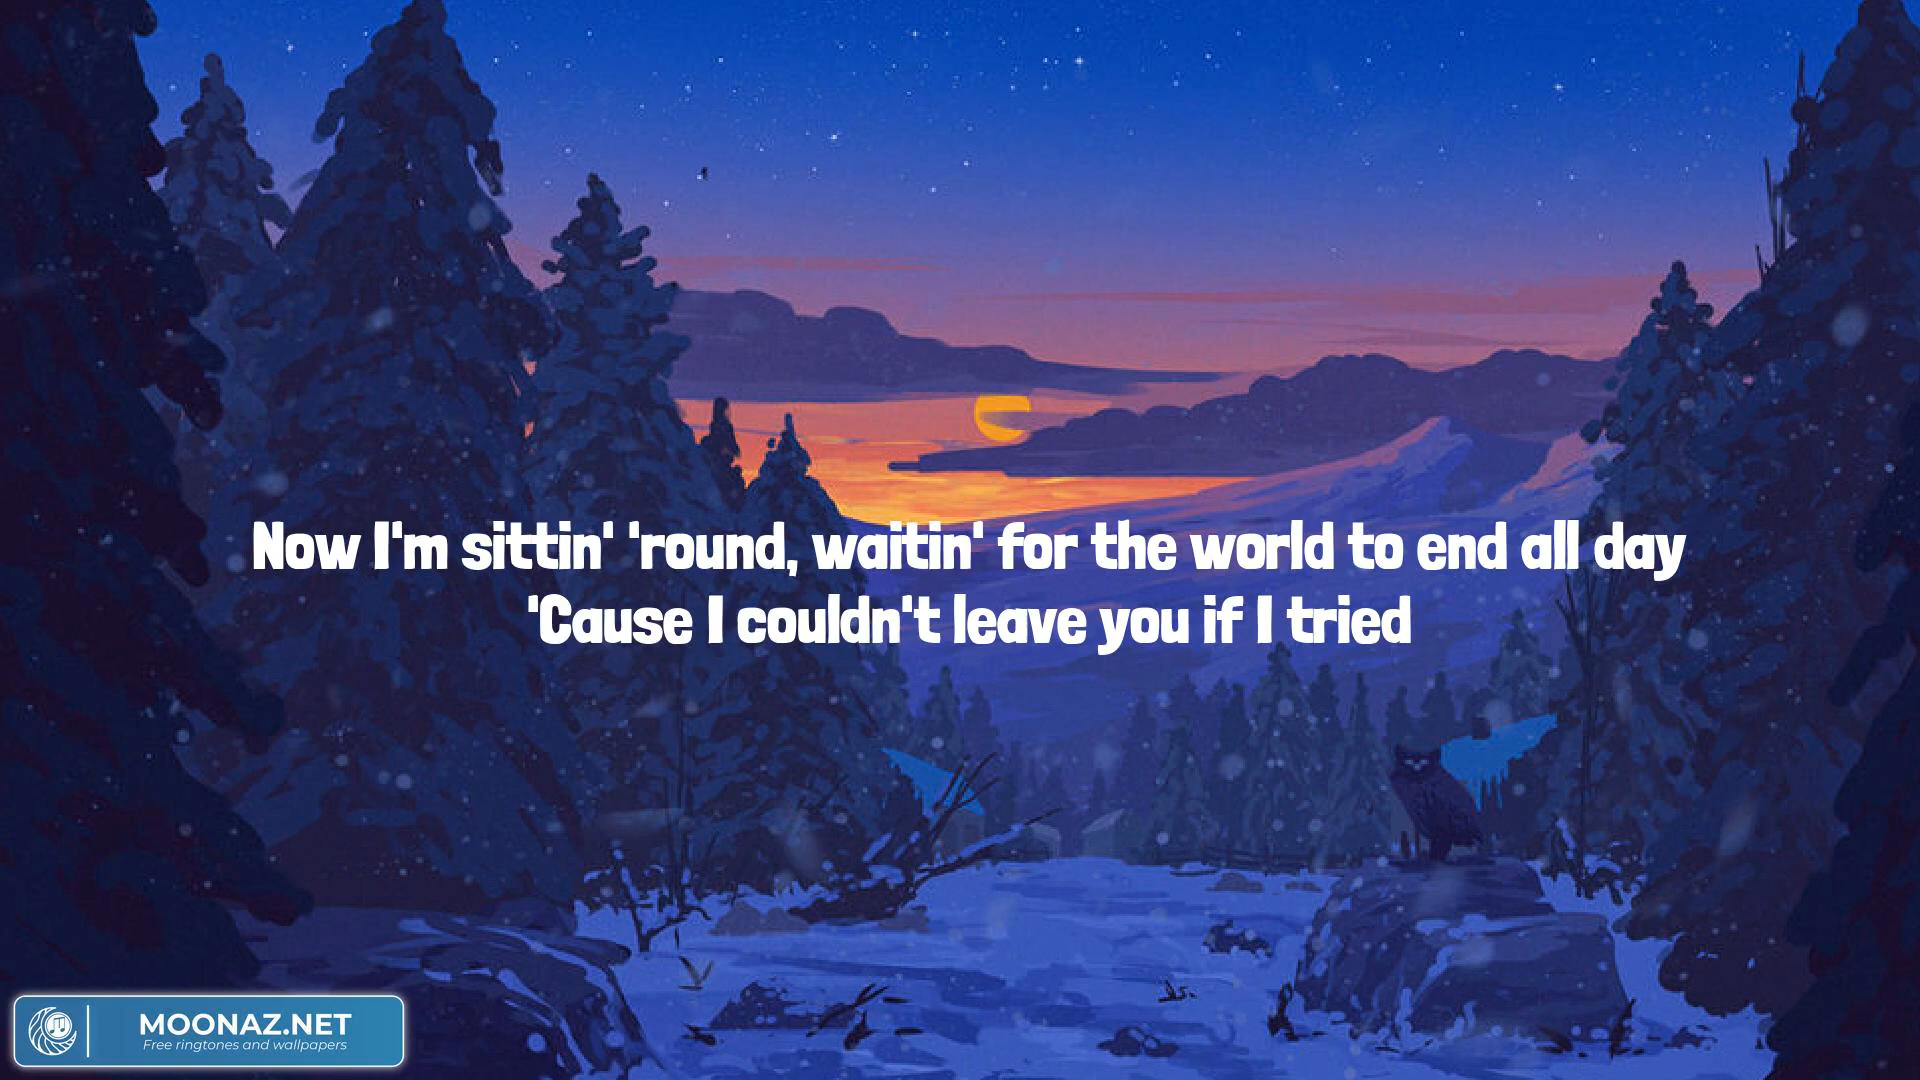 Now I'm sittin' 'round, waitin' for the world to end all day
'Cause I couldn't leave you if I tried
MOONAZ.NET
Free ringtones and wallpapers